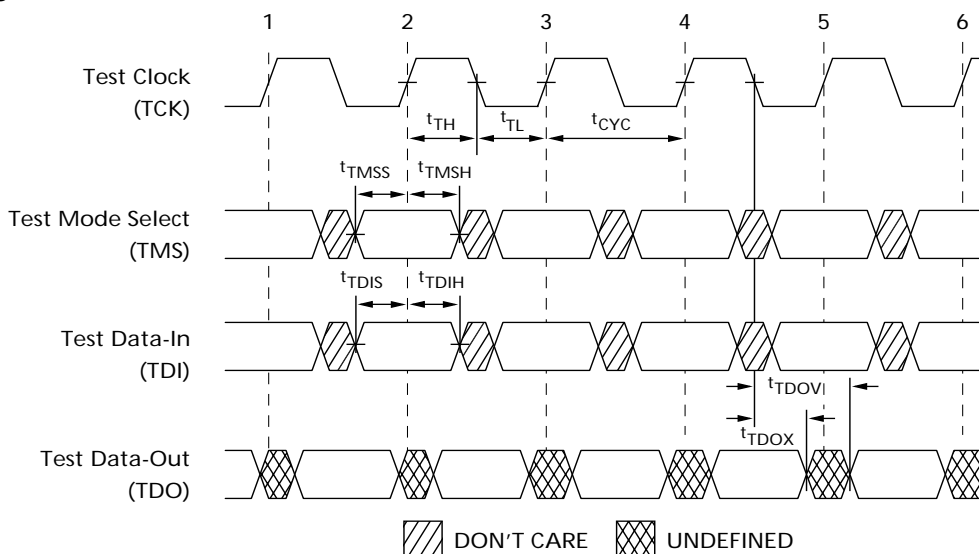 1 2 3 4 5 6
Test Clock
(TCK)
tTH tTL tCYC
tTMSS tTMSH
Test Mode Select
(TMS)
tTDIS tTDIH
Test Data-In
(TDI)
tTDOV
tTDOX
Test Data-Out
(TDO)
DON'T CARE UNDEFINED